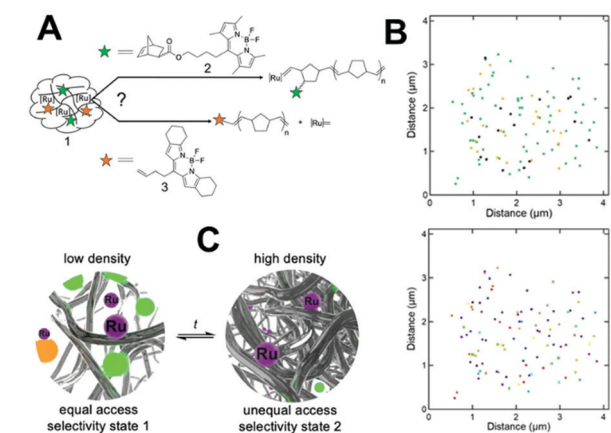 A
B
N
N
B
F
F
O
O
2
[Ru]
[Ru]
[Ru]
1
?
|Ru|
n
n
n
+ |Ru|=
N
N
B
F
F
3
C
low density
high density
Ru
Ru
Ru
t
Ru
Ru
equal access
selectivity state 1
unequal access
selectivity state 2
4
3
2
1
0
Distance (µm)
0 1 2 3 4
Distance (µm)
4
3
2
1
0
Distance (µm)
0 1 2 3 4
Distance (µm)